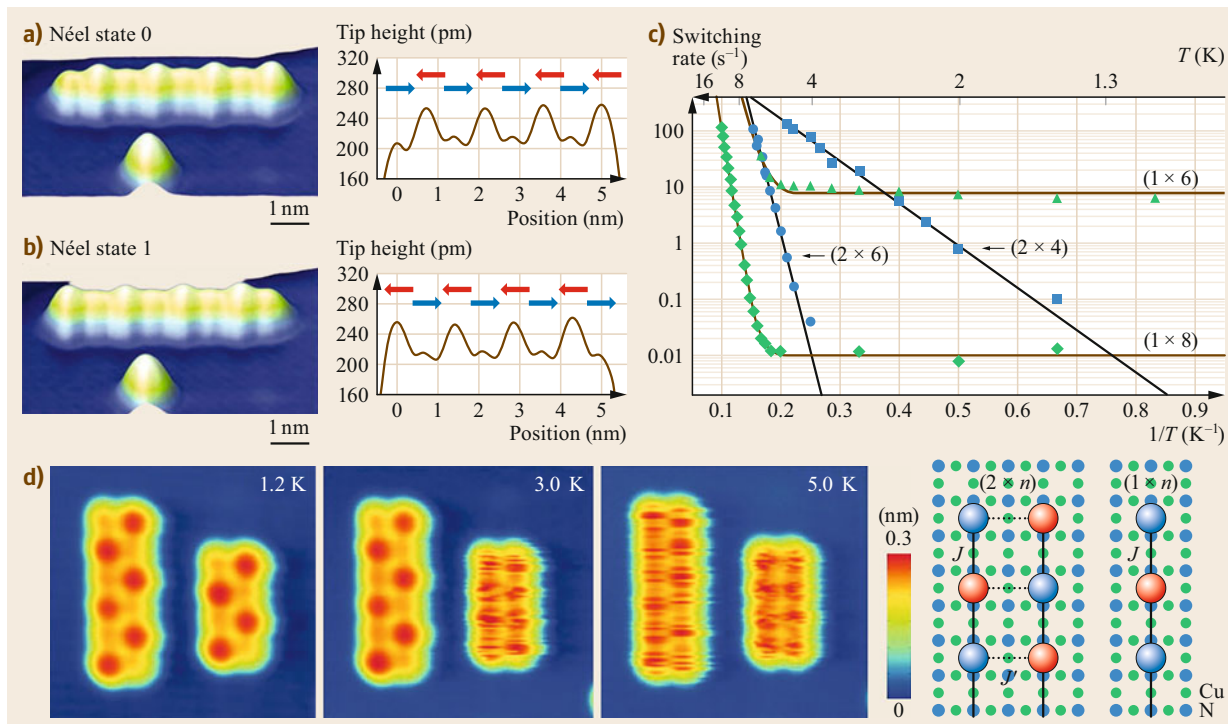 a) Néel state 0
1 nm
Tip height (pm)
320
280
240
200
160
0 1 2 3 4 5
Position (nm)
b) Néel state 1
1 nm
Tip height (pm)
320
280
240
200
160
0 1 2 3 4 5
Position (nm)
c) Switching
rate (s⁻¹)
T (K)
16 8 4 2 1.3
100
10
1
0.1
0.01
(1 × 6)
(2 × 4)
(2 × 6)
(1 × 8)
0.1 0.2 0.3 0.4 0.5 0.6 0.7 0.8 0.9
1/T (K⁻¹)
d)
1.2 K
3.0 K
5.0 K
(nm)
0.3
0
(2 × n)
J
J′
(1 × n)
J
Cu
N